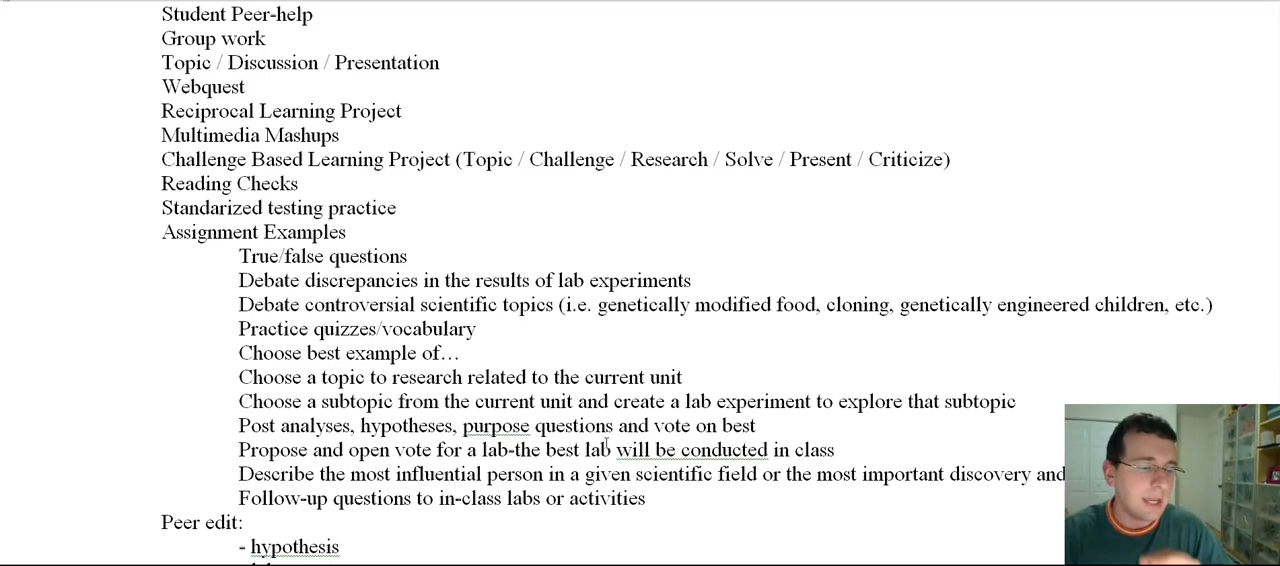 Student Peer-help
Group work
Topic / Discussion / Presentation
Webquest
Reciprocal Learning Project
Multimedia Mashups
Challenge Based Learning Project (Topic / Challenge / Research / Solve / Present / Criticize)
Reading Checks
Standarized testing practice
Assignment Examples
True/false questions
Debate discrepancies in the results of lab experiments
Debate controversial scientific topics (i.e. genetically modified food, cloning, genetically engineered children, etc.)
Practice quizzes/vocabulary
Choose best example of…
Choose a topic to research related to the current unit
Choose a subtopic from the current unit and create a lab experiment to explore that subtopic
Post analyses, hypotheses, purpose questions and vote on best
Propose and open vote for a lab-the best lab will be conducted in class
Describe the most influential person in a given scientific field or the most important discovery and
Follow-up questions to in-class labs or activities
Peer edit:
- hypothesis